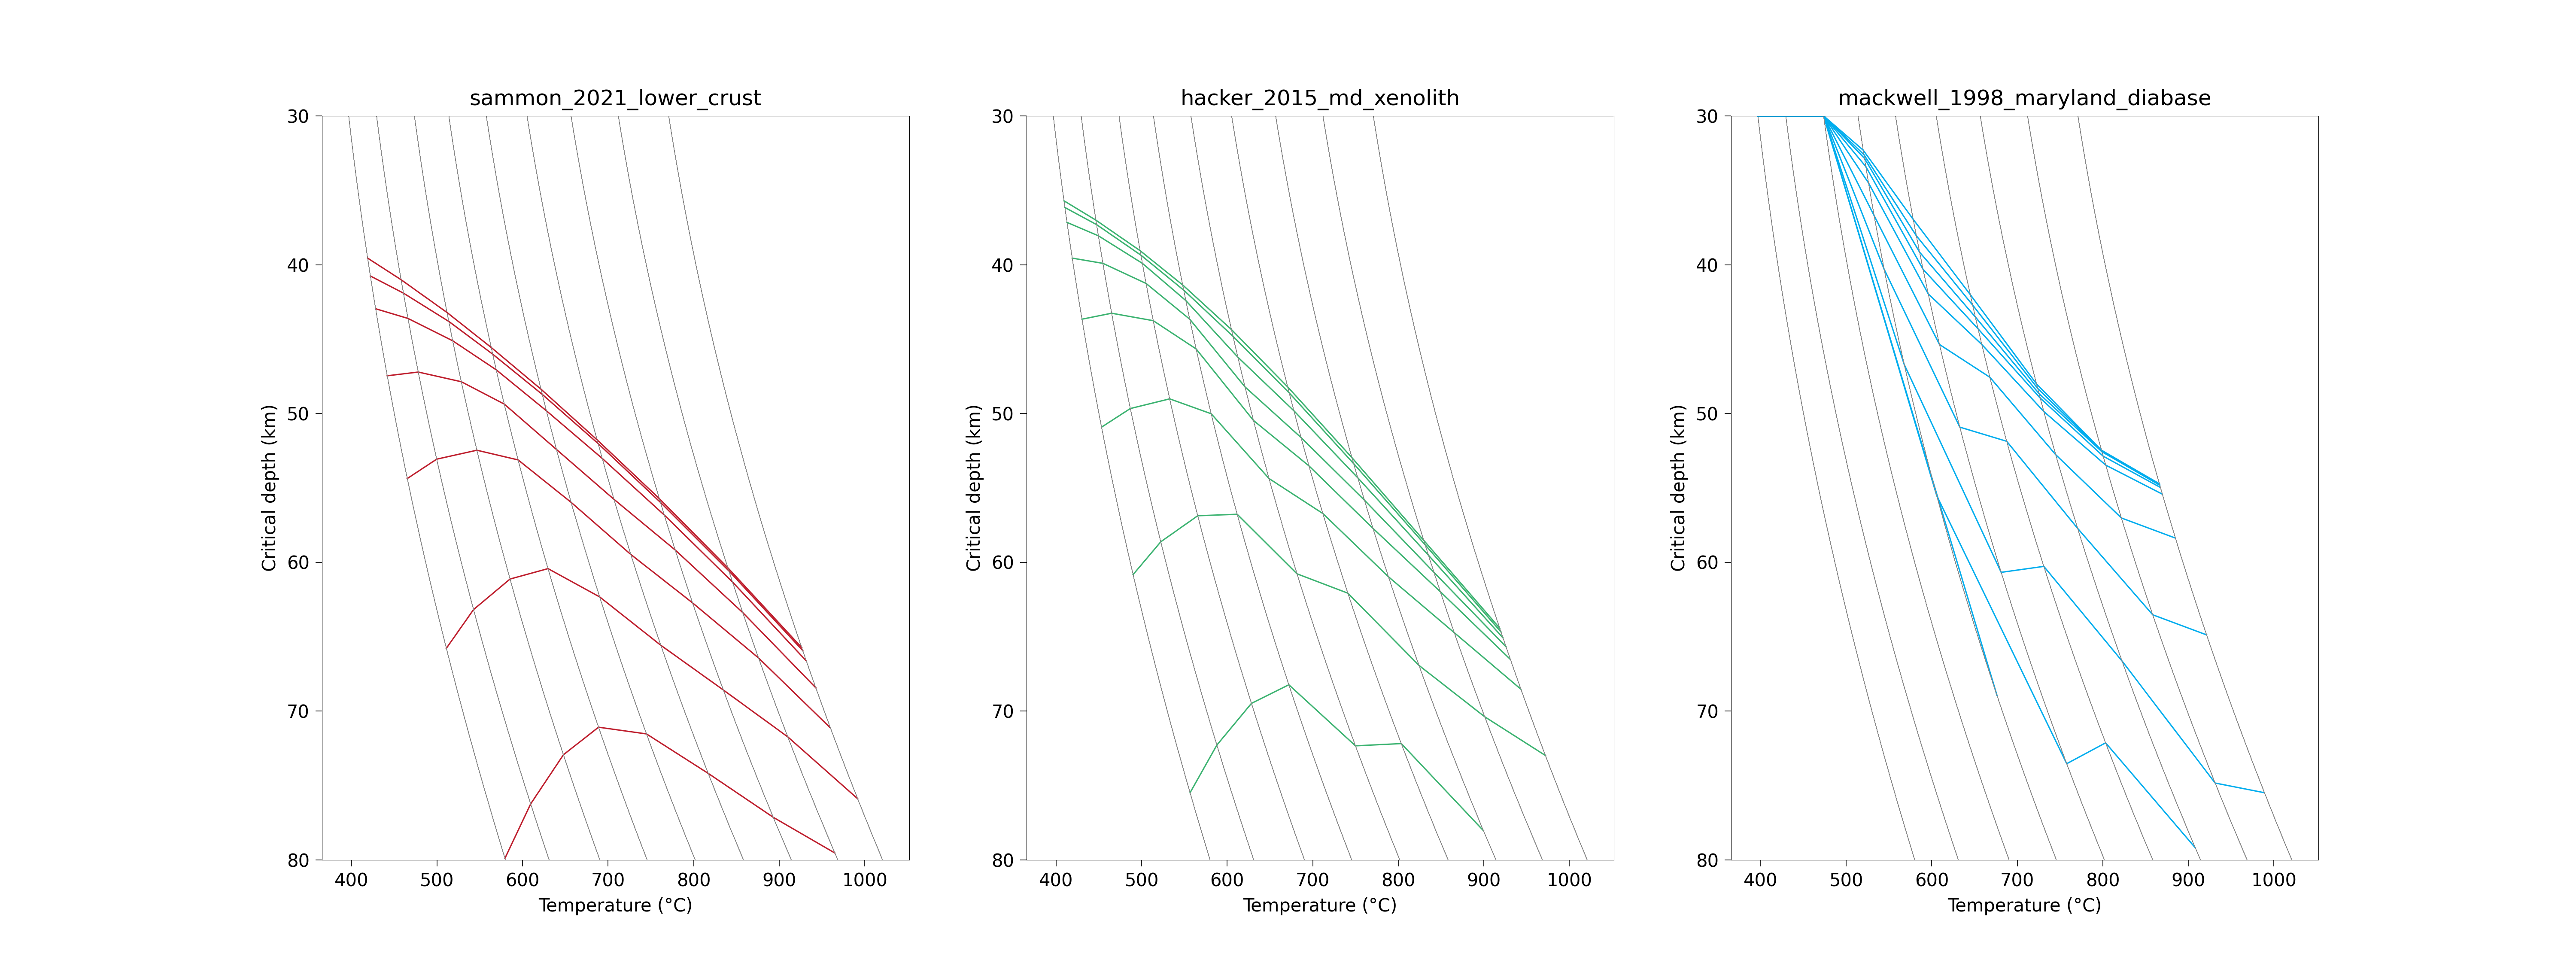 sammon_2021_lower_crust
30
40
50
60
70
80
Critical depth (km)
400 500 600 700 800 900 1000
Temperature (°C)
hacker_2015_md_xenolith
30
40
50
60
70
80
Critical depth (km)
400 500 600 700 800 900 1000
Temperature (°C)
mackwell_1998_maryland_diabase
30
40
50
60
70
80
Critical depth (km)
400 500 600 700 800 900 1000
Temperature (°C)